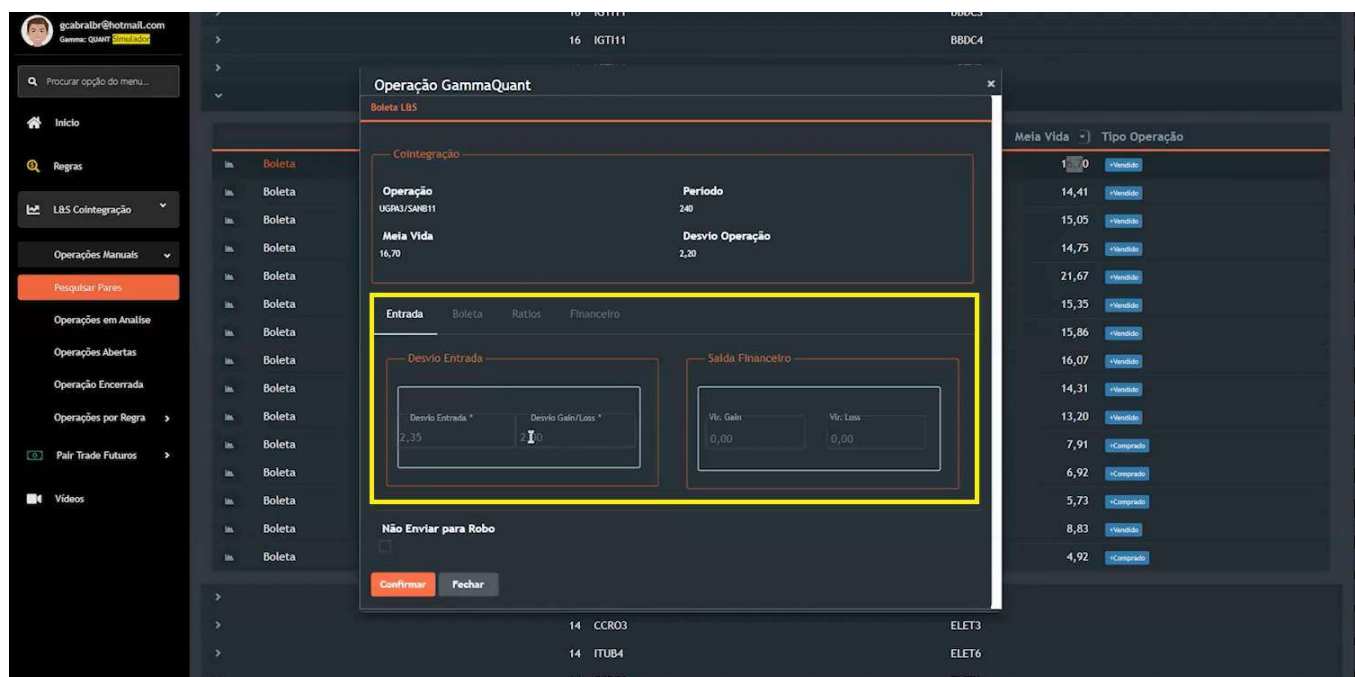 gcabralbr@hotmail.com
Gamma: QUANT Simulador
Procurar opção do menu...
Início
Regras
L&S Cointegração
Operações Manuais
Pesquisar Pares
Operações em Analise
Operações Abertas
Operação Encerrada
Operações por Regra
Pair Trade Futuros
Vídeos
16 IGTI11 BBDC3
16 IGTI11 BBDC4
Operação GammaQuant ×
Boleta L&S
Cointegração
Operação Período
UGPA3/SANB11 240
Meia Vida Desvio Operação
16,70 2,20
Entrada Boleta Ratios Financeiro
Desvio Entrada Saída Financeiro
Desvio Entrada * Desvio Gain/Loss * Vlr. Gain Vlr. Loss
2,35 0,00 0,00
Não Enviar para Robo
Confirmar Fechar
Meia Vida Tipo Operação
Boleta +Vendido
Boleta 14,41 +Vendido
Boleta 15,05 +Vendido
Boleta 14,75 +Vendido
Boleta 21,67 +Vendido
Boleta 15,35 +Vendido
Boleta 15,86 +Vendido
Boleta 16,07 +Vendido
Boleta 14,31 +Vendido
Boleta 13,20 +Vendido
Boleta 7,91 +Comprado
Boleta 6,92 +Comprado
Boleta 5,73 +Comprado
Boleta 8,83 +Vendido
Boleta 4,92 +Comprado
14 CCRO3 ELET3
14 ITUB4 ELET6